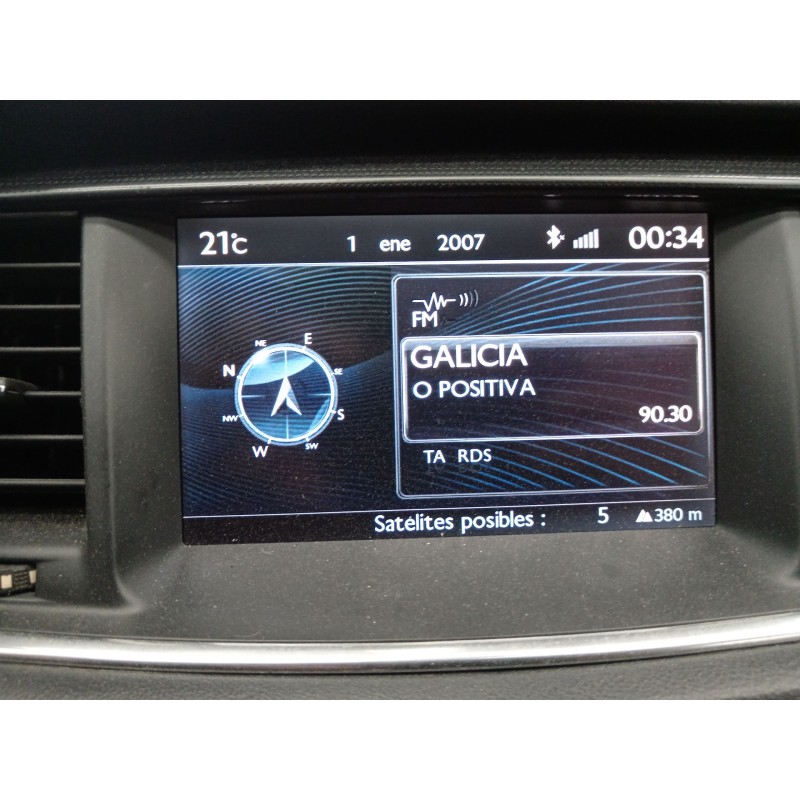 21°C 1 ene 2007 00:34
FM
GALICIA
O POSITIVA
90.30
TA RDS
NE E
N SE
NW S
W SW
Satélites posibles : 5 380 m